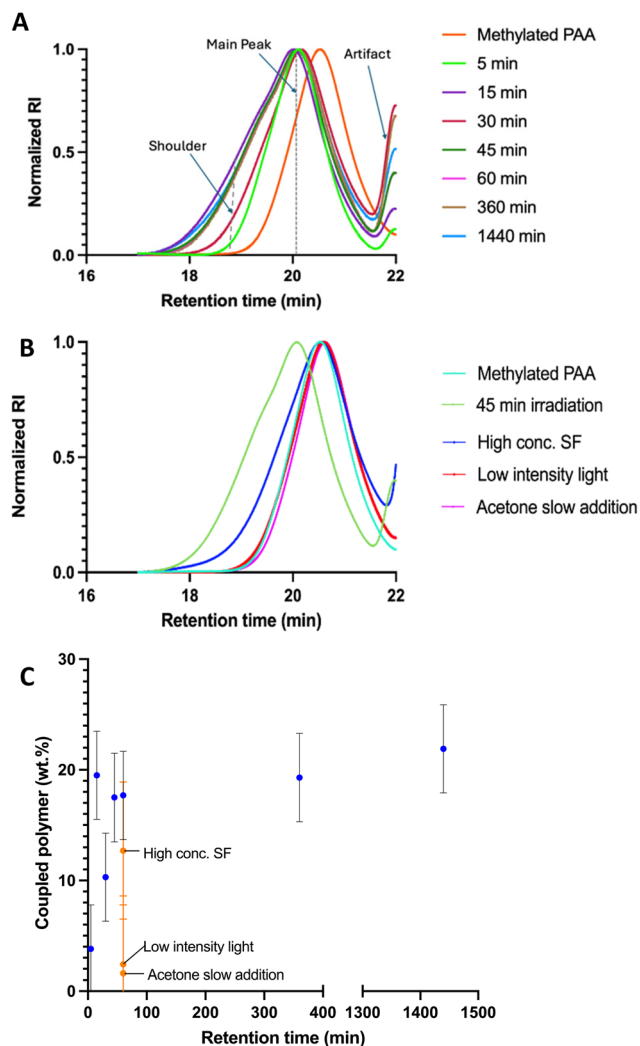 A
Normalized RI
1.0
0.5
0.0
16
18
20
22
Retention time (min)
Main Peak
Artifact
Shoulder
Methylated PAA
5 min
15 min
30 min
45 min
60 min
360 min
1440 min
B
Normalized RI
1.0
0.5
0.0
16
18
20
22
Retention time (min)
Methylated PAA
45 min irradiation
High conc. SF
Low intensity light
Acetone slow addition
C
Coupled polymer (wt.%)
30
20
10
0
High conc. SF
Low intensity light
Acetone slow addition
0
100
200
300
400
1300
1400
1500
Retention time (min)